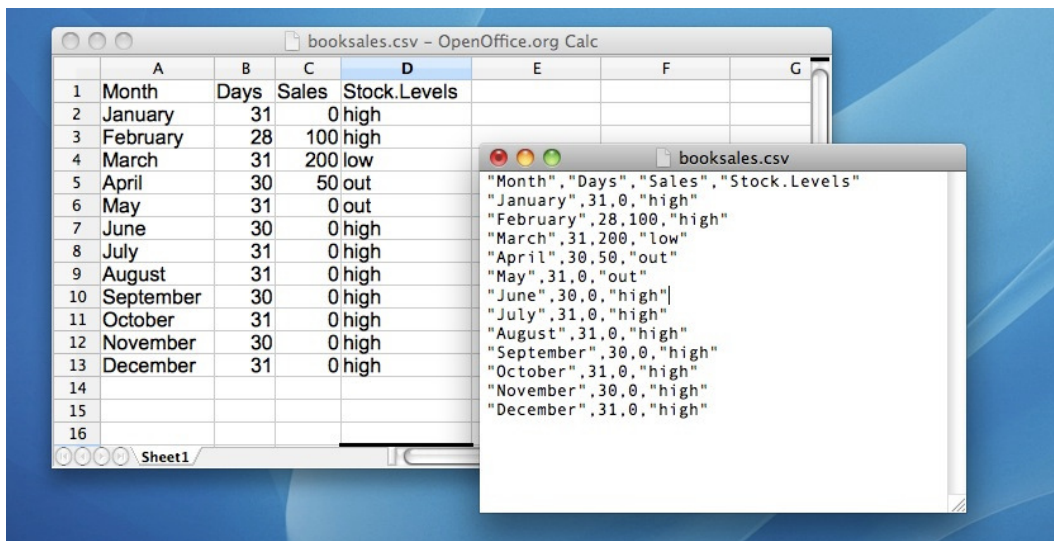 booksales.csv – OpenOffice.org Calc
A B C D E F G
1 Month Days Sales Stock.Levels
2 January 31 0 high
3 February 28 100 high
4 March 31 200 low
5 April 30 50 out
6 May 31 0 out
7 June 30 0 high
8 July 31 0 high
9 August 31 0 high
10 September 30 0 high
11 October 31 0 high
12 November 30 0 high
13 December 31 0 high
14
15
16
Sheet1
booksales.csv
"Month","Days","Sales","Stock.Levels"
"January",31,0,"high"
"February",28,100,"high"
"March",31,200,"low"
"April",30,50,"out"
"May",31,0,"out"
"June",30,0,"high"
"July",31,0,"high"
"August",31,0,"high"
"September",30,0,"high"
"October",31,0,"high"
"November",30,0,"high"
"December",31,0,"high"